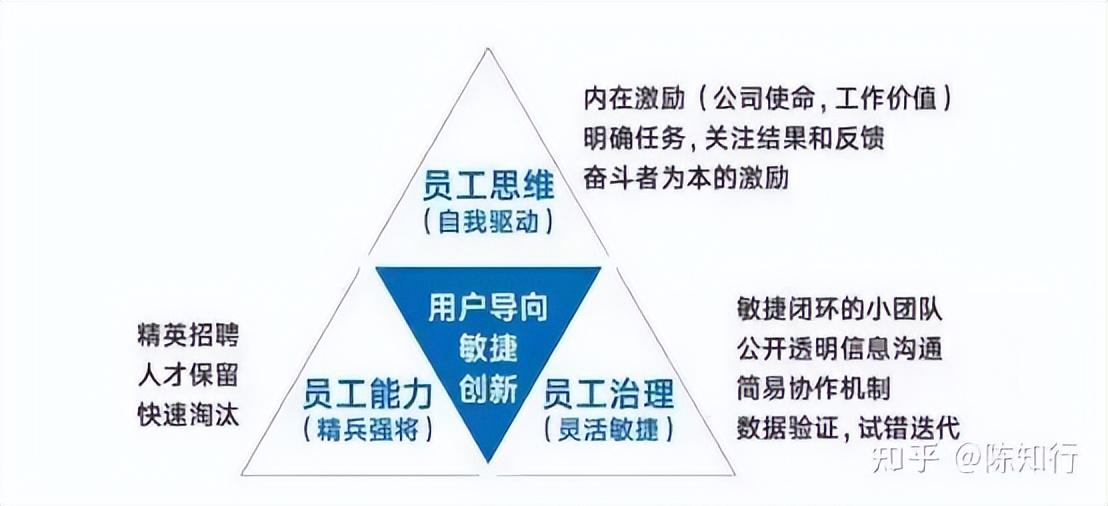 内在激励（公司使命，工作价值）
明确任务，关注结果和反馈
奋斗者为本的激励
员工思维
（自我驱动）
用户导向
敏捷
创新
精英招聘
人才保留
快速淘汰
员工能力
（精兵强将）
员工治理
（灵活敏捷）
敏捷闭环的小团队
公开透明信息沟通
简易协作机制
数据验证，试错迭代
知乎 @陈知行